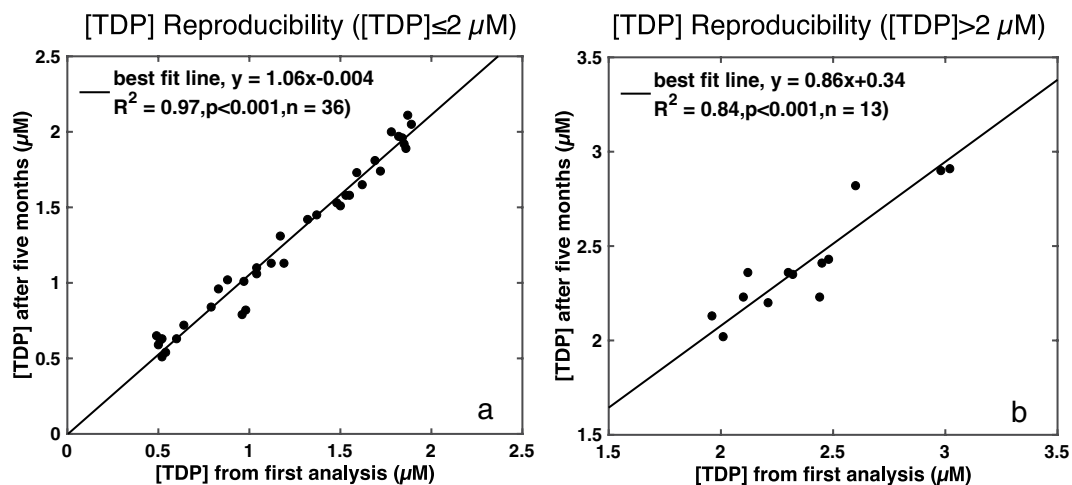 [TDP] Reproducibility ([TDP]≤2 µM)
2.5
2
1.5
1
0.5
0
[TDP] after five months (µM)
best fit line, y = 1.06x-0.004
R² = 0.97,p<0.001,n = 36)
a
0
0.5
1
1.5
2
2.5
[TDP] from first analysis (µM)
[TDP] Reproducibility ([TDP]>2 µM)
3.5
3
2.5
2
1.5
[TDP] after five months (µM)
best fit line, y = 0.86x+0.34
R² = 0.84,p<0.001,n = 13)
b
1.5
2
2.5
3
3.5
[TDP] from first analysis (µM)